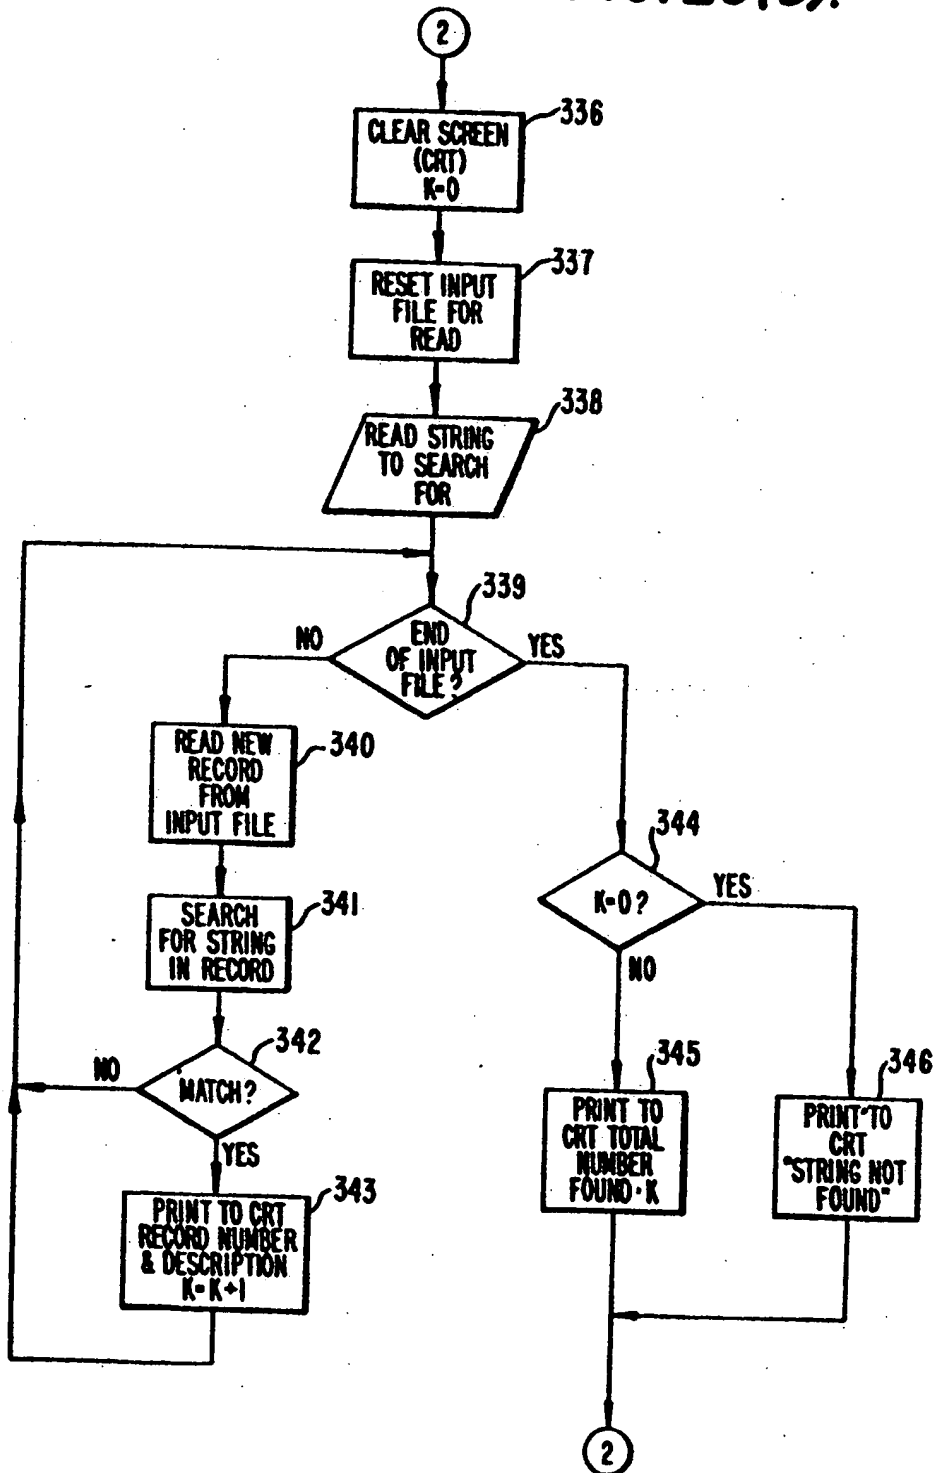 2
CLEAR SCREEN
(CRT)
K=0
336
RESET INPUT
FILE FOR
READ
337
READ STRING
TO SEARCH
FOR
338
END
OF INPUT
FILE?
339
NO
YES
READ NEW
RECORD
FROM
INPUT FILE
340
SEARCH
FOR STRING
IN RECORD
341
MATCH?
342
NO
YES
PRINT TO CRT
RECORD NUMBER
& DESCRIPTION
K=K+1
343
K=0?
344
YES
NO
PRINT TO
CRT TOTAL
NUMBER
FOUND·K
345
PRINT TO
CRT
"STRING NOT
FOUND"
346
2